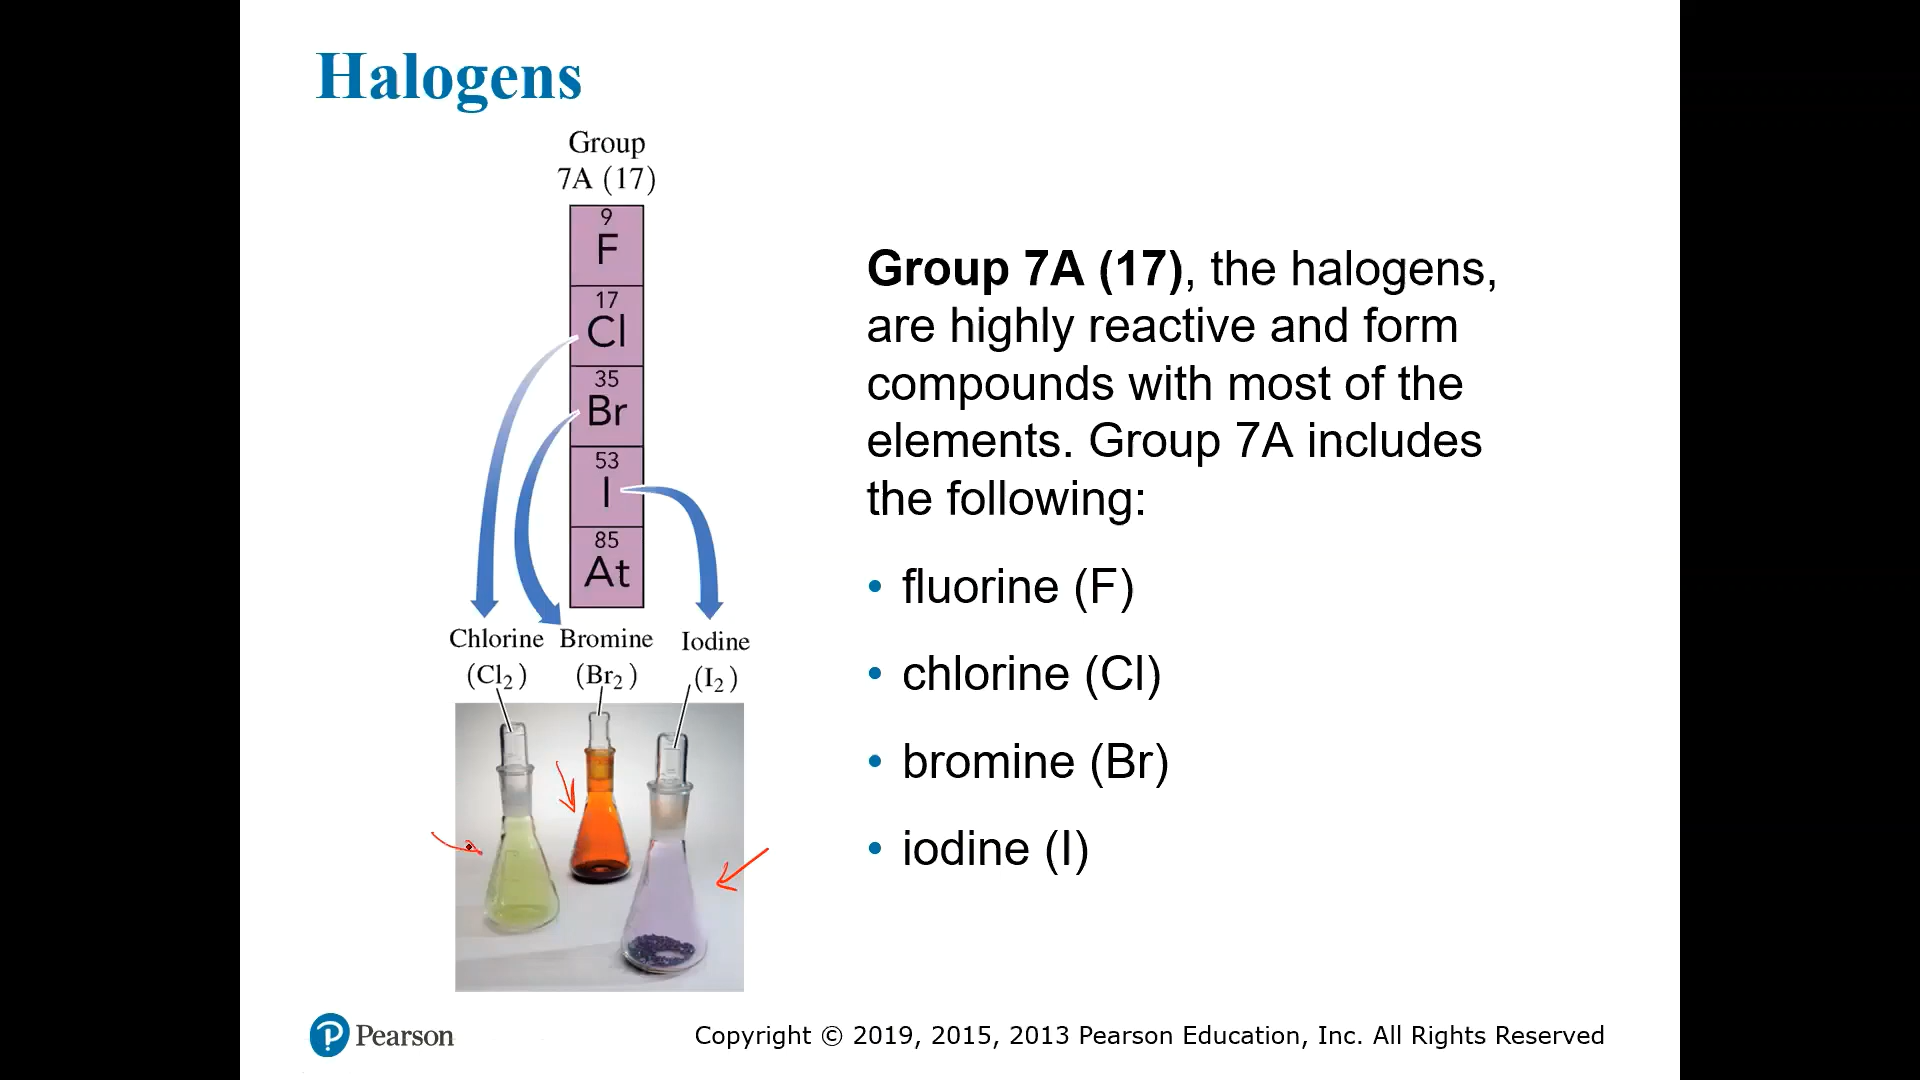 Halogens
Group
7A (17)
9
F
17
Cl
35
Br
53
I
85
At
Chlorine
(Cl₂)
Bromine
(Br₂)
Iodine
(I₂)
Group 7A (17), the halogens,
are highly reactive and form
compounds with most of the
elements. Group 7A includes
the following:
• fluorine (F)
• chlorine (Cl)
• bromine (Br)
• iodine (I)
P Pearson
Copyright © 2019, 2015, 2013 Pearson Education, Inc. All Rights Reserved